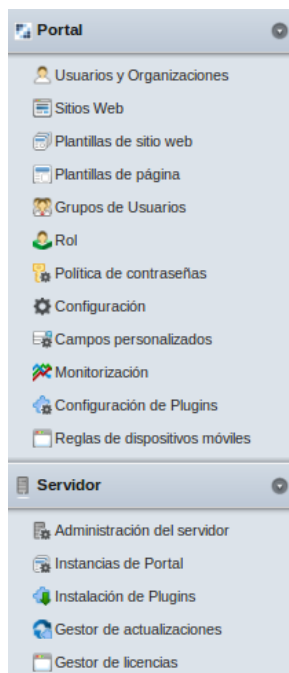 Portal
Usuarios y Organizaciones
Sitios Web
Plantillas de sitio web
Plantillas de página
Grupos de Usuarios
Rol
Política de contraseñas
Configuración
Campos personalizados
Monitorización
Configuración de Plugins
Reglas de dispositivos móviles
Servidor
Administración del servidor
Instancias de Portal
Instalación de Plugins
Gestor de actualizaciones
Gestor de licencias